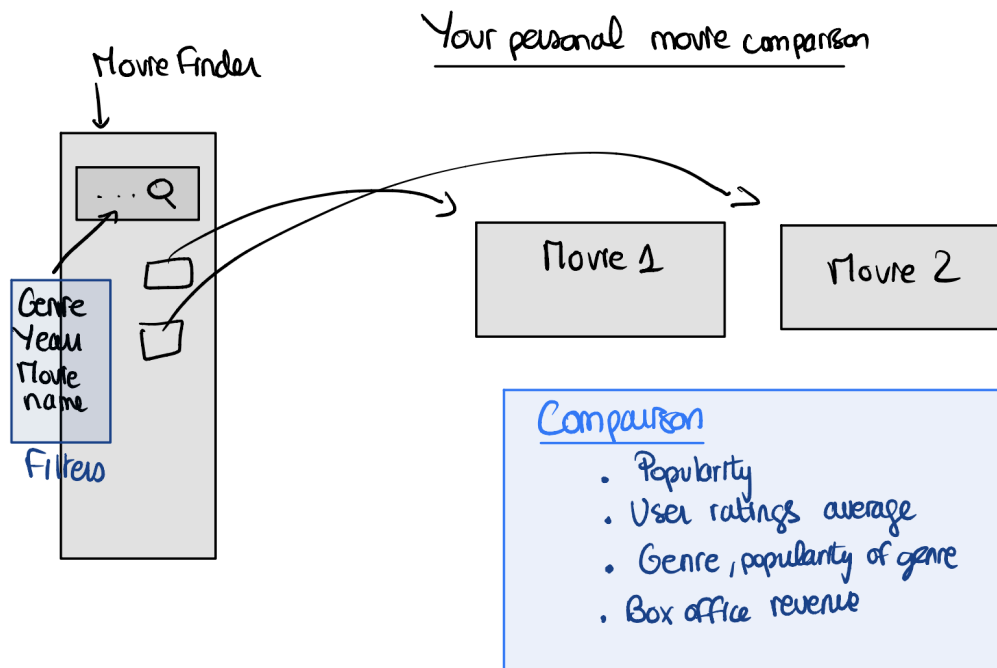 Your personal movie comparison
Movie Finder
...
Genre
Year
Movie
name
Filters
Movie 1
Movie 2
Comparison
• Popularity
• User ratings average
• Genre, popularity of genre
• Box office revenue